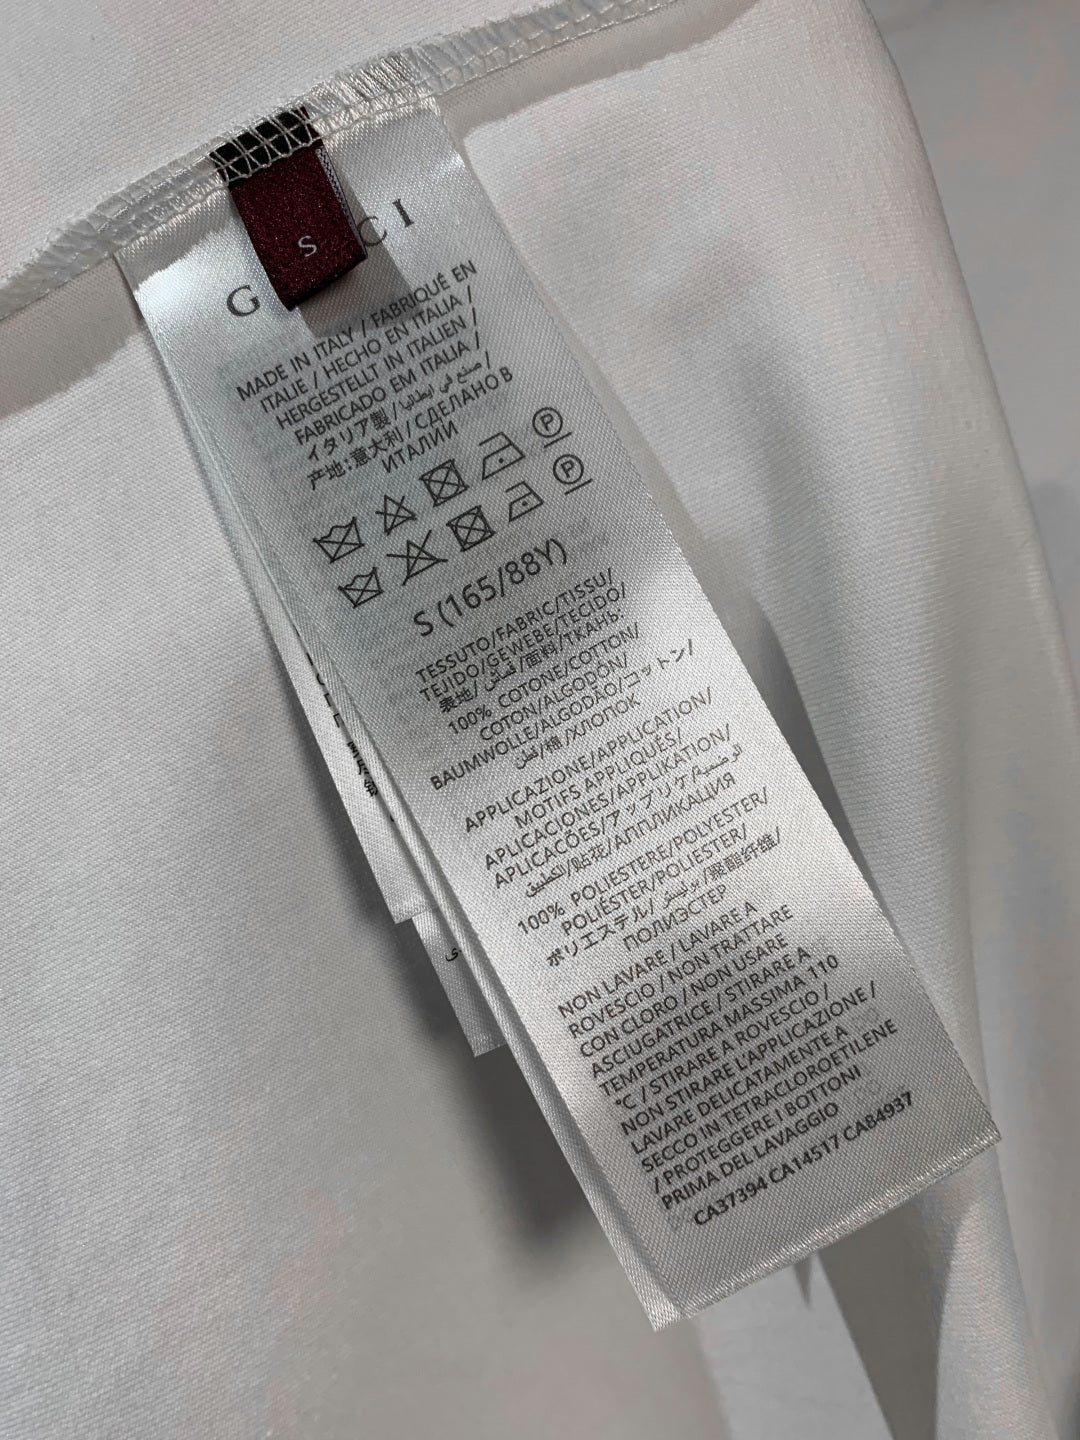 S
G CI
MADE IN ITALY / FABRIQUÉ EN
ITALIE / HECHO EN ITALIA /
HERGESTELLT IN ITALIEN /
FABRICADO EM ITALIA /
イタリア製 / صنع في ايطاليا /
产地:意大利 / СДЕЛАНО В
ИТАЛИИ
P
P
S (165/88Y)
TESSUTO/FABRIC/TISSU/
TEJIDO/GEWEBE/TECIDO/
表地/ قماش/面料/ТКАНЬ:
100% COTONE/COTTON/
COTON/ALGODÓN/
BAUMWOLLE/ALGODÃO/コットン/
قطن/棉/ХЛОПОК
APPLICAZIONE/APPLICATION/
MOTIFS APPLIQUÉS/
APLICACIONES/APPLIKATION/
APLICACÕES/アップリケ/الوصمية
التطبيق/贴花/АППЛИКАЦИЯ
100% POLIESTERE/POLYESTER/
POLIÉSTER/POLIESTER/
ポリエステル/ بوليستر /聚酯纤维/
ПОЛИЭСТЕР
NON LAVARE / LAVARE A
ROVESCIO / NON TRATTARE
CON CLORO / NON USARE
ASCIUGATRICE / STIRARE A
TEMPERATURA MASSIMA 110
°C / STIRARE A ROVESCIO /
NON STIRARE L'APPLICAZIONE /
LAVARE DELICATAMENTE A
SECCO IN TETRACLOROETILENE
/ PROTEGGERE I BOTTONI
PRIMA DEL LAVAGGIO
CA37394 CA14517 CA84937